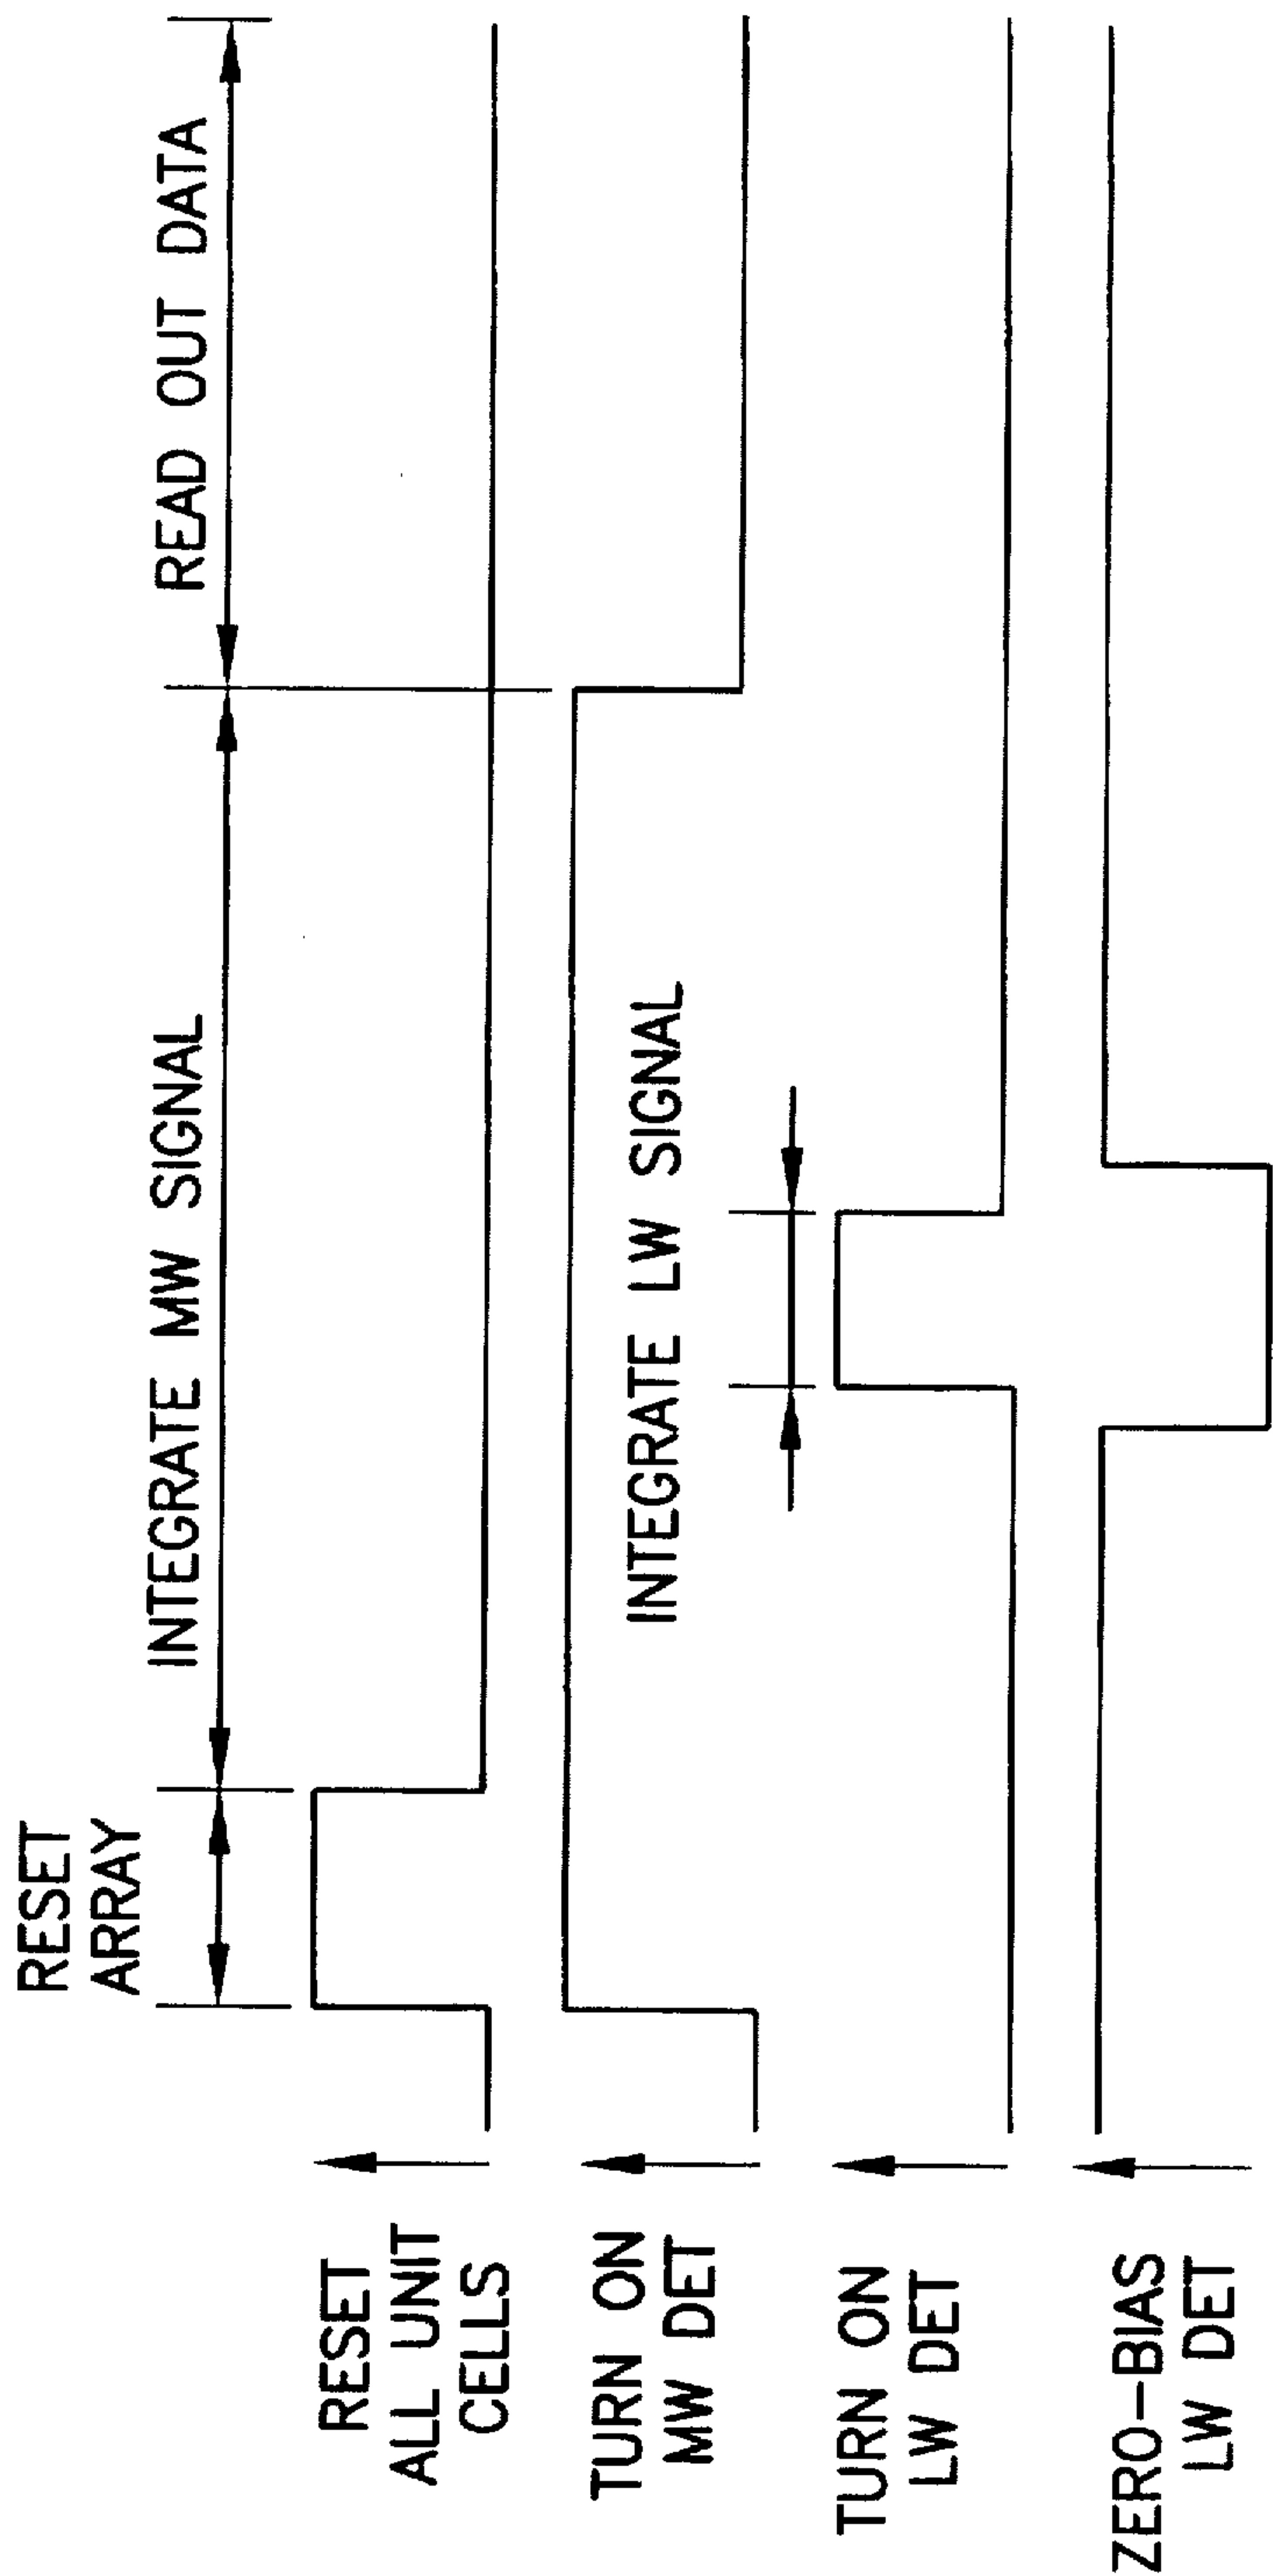 RESET
ARRAY
INTEGRATE MW SIGNAL
READ OUT DATA
RESET
ALL UNIT
CELLS
TURN ON
MW DET
INTEGRATE LW SIGNAL
TURN ON
LW DET
ZERO-BIAS
LW DET